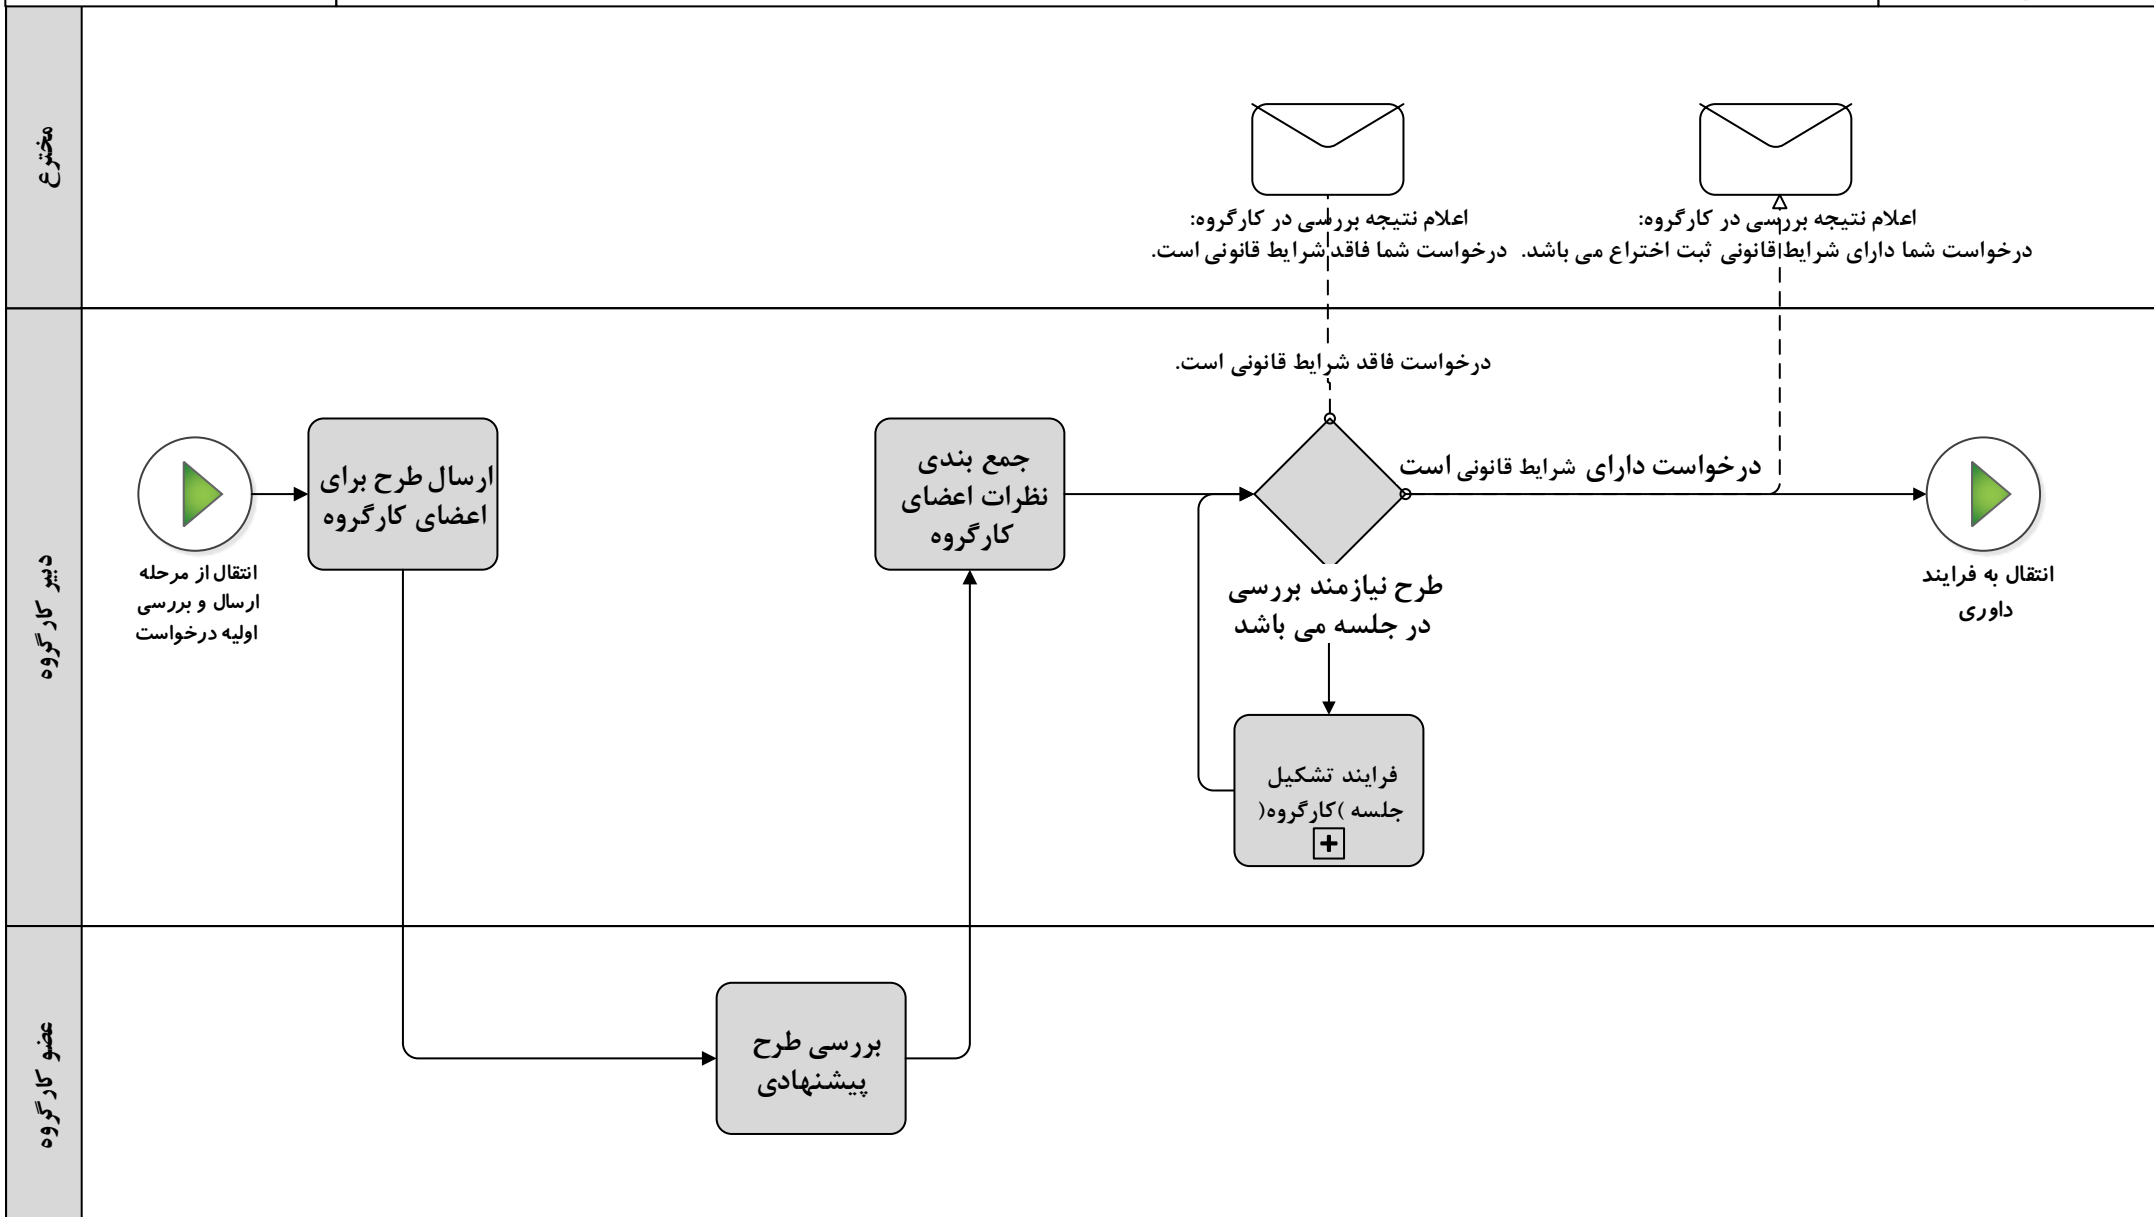 مخترع
اعلام نتیجه بررسی در کارگروه:
درخواست شما فاقد شرایط قانونی است.
اعلام نتیجه بررسی در کارگروه:
درخواست شما دارای شرایط قانونی ثبت اختراع می باشد.
دبیر کارگروه
انتقال از مرحله
ارسال و بررسی
اولیه درخواست
ارسال طرح برای
اعضای کارگروه
جمع بندی
نظرات اعضای
کارگروه
درخواست فاقد شرایط قانونی است.
درخواست دارای شرایط قانونی است
طرح نیازمند بررسی
در جلسه می باشد
فرایند تشکیل
جلسه )کارگروه(
انتقال به فرایند
داوری
عضو کارگروه
بررسی طرح
پیشنهادی